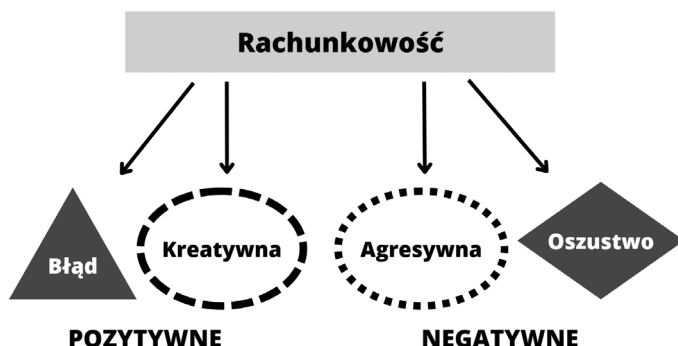 Rachunkowość
Błąd
Kreatywna
Agresywna
Oszustwo
POZYTYWNE
NEGATYWNE